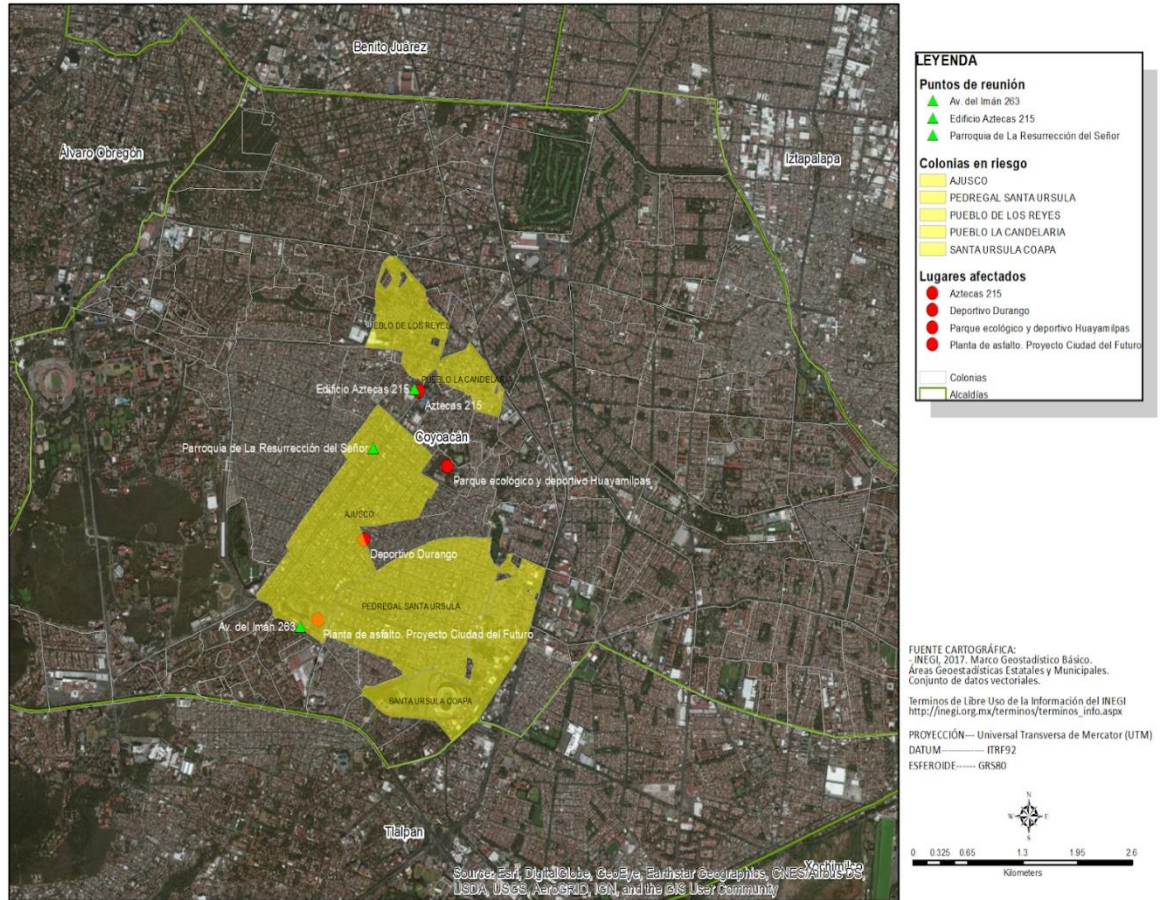 Benito Juárez
Álvaro Obregón
Iztapalapa
PUEBLO DE LOS REYES
PUEBLO LA CANDELARIA
Edificio Aztecas 215
Aztecas 215
Coyoacán
Parroquia de La Resurrección del Señor
Parque ecológico y deportivo Huayamilpas
AJUSCO
Deportivo Durango
PEDREGAL SANTA URSULA
Av. del Imán 263
Planta de asfalto. Proyecto Ciudad del Futuro
SANTA URSULA COAPA
Tlalpan
Xochimilco
Source: Esri, DigitalGlobe, GeoEye, Earthstar Geographics, CNES/Airbus DS,
USDA, USGS, AeroGRID, IGN, and the GIS User Community
LEYENDA
Puntos de reunión
Av. del Imán 263
Edificio Aztecas 215
Parroquia de La Resurrección del Señor
Colonias en riesgo
AJUSCO
PEDREGAL SANTA URSULA
PUEBLO DE LOS REYES
PUEBLO LA CANDELARIA
SANTA URSULA COAPA
Lugares afectados
Aztecas 215
Deportivo Durango
Parque ecológico y deportivo Huayamilpas
Planta de asfalto. Proyecto Ciudad del Futuro
Colonias
Alcaldías
FUENTE CARTOGRÁFICA:
- INEGI, 2017. Marco Geostadístico Básico.
Áreas Geoestadísticas Estatales y Municipales.
Conjunto de datos vectoriales.
Terminos de Libre Uso de la Información del INEGI
http://inegi.org.mx/terminos/terminos_info.aspx
PROYECCIÓN--- Universal Transversa de Mercator (UTM)
DATUM------------ ITRF92
ESFEROIDE------ GRS80
N
W E
S
0 0.325 0.65 1.3 1.95 2.6
Kilometers